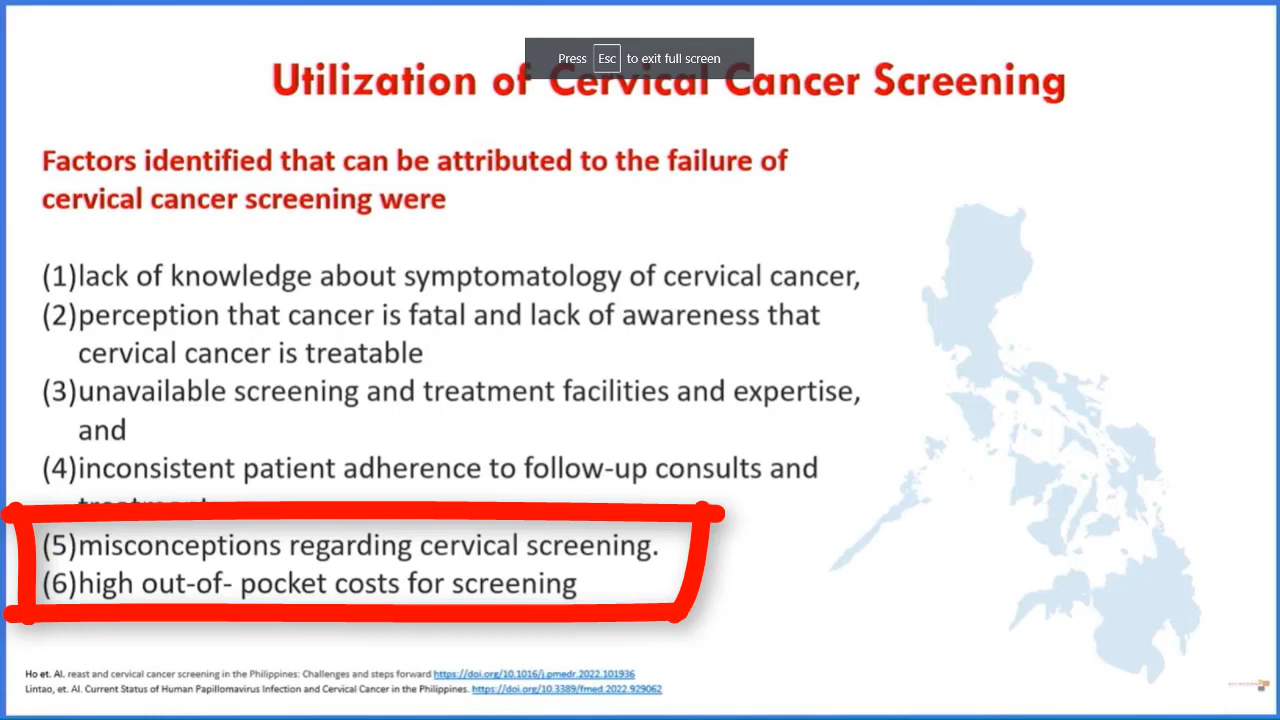 Press Esc to exit full screen
Utilization of Cervical Cancer Screening
Factors identified that can be attributed to the failure of
cervical cancer screening were
(1)lack of knowledge about symptomatology of cervical cancer,
(2)perception that cancer is fatal and lack of awareness that
cervical cancer is treatable
(3)unavailable screening and treatment facilities and expertise,
and
(4)inconsistent patient adherence to follow-up consults and
treatment
(5)misconceptions regarding cervical screening.
(6)high out-of- pocket costs for screening
Ho et. Al. reast and cervical cancer screening in the Philippines: Challenges and steps forward https://doi.org/10.1016/j.pmedr.2022.101936
Lintao, et. Al. Current Status of Human Papillomavirus Infection and Cervical Cancer in the Philippines. https://doi.org/10.3389/fmed.2022.929062